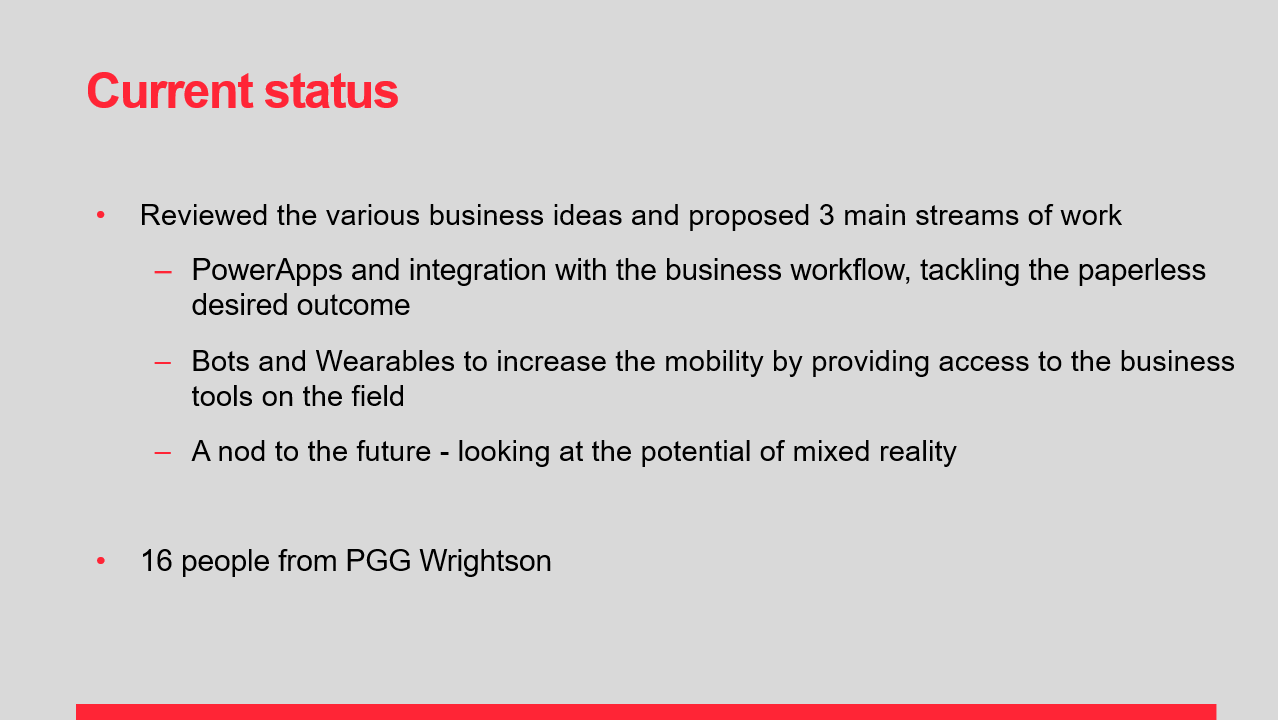 Current status
• Reviewed the various business ideas and proposed 3 main streams of work
– PowerApps and integration with the business workflow, tackling the paperless
desired outcome
– Bots and Wearables to increase the mobility by providing access to the business
tools on the field
– A nod to the future - looking at the potential of mixed reality
• 16 people from PGG Wrightson